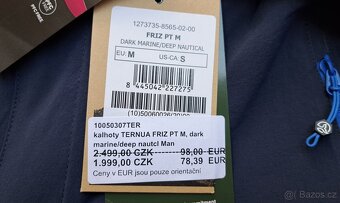 1273735-8565-02-00
FRIZ PT M
DARK MARINE/DEEP NAUTICAL
EU: M
US-CA: S
8 445042 227275
10050307TER
kalhoty TERNUA FRIZ PT M, dark
marine/deep nautcl Man
2.499,00 CZK 98,00 EUR
1.999,00 CZK 78,39 EUR
Ceny v EUR jsou pouze orientační
sbazar.cz